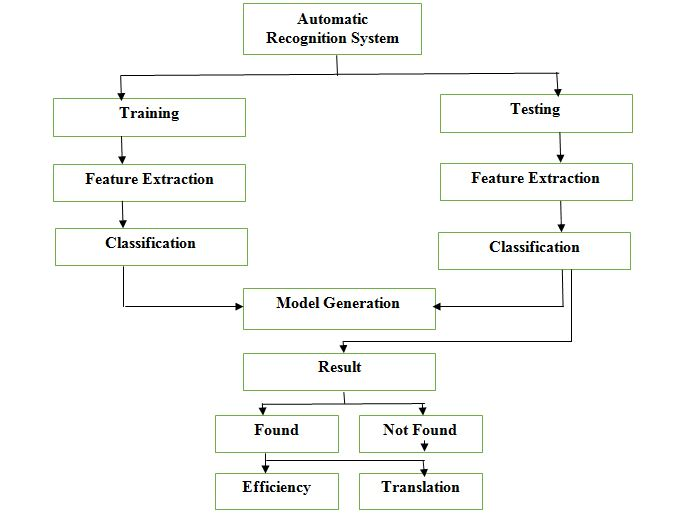 Automatic
Recognition System
Training
Testing
Feature Extraction
Feature Extraction
Classification
Classification
Model Generation
Result
Found
Not Found
Efficiency
Translation